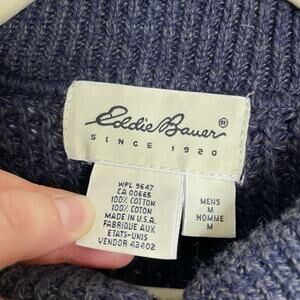 Eddie Bauer®
SINCE 1920
WPL 9647
CA 00665
100% COTTON
100% COTON
MADE IN U.S.A.
FABRIQUE AUX
ETATS-UNIS
VENDOR 43402
MENS
M
HOMME
M